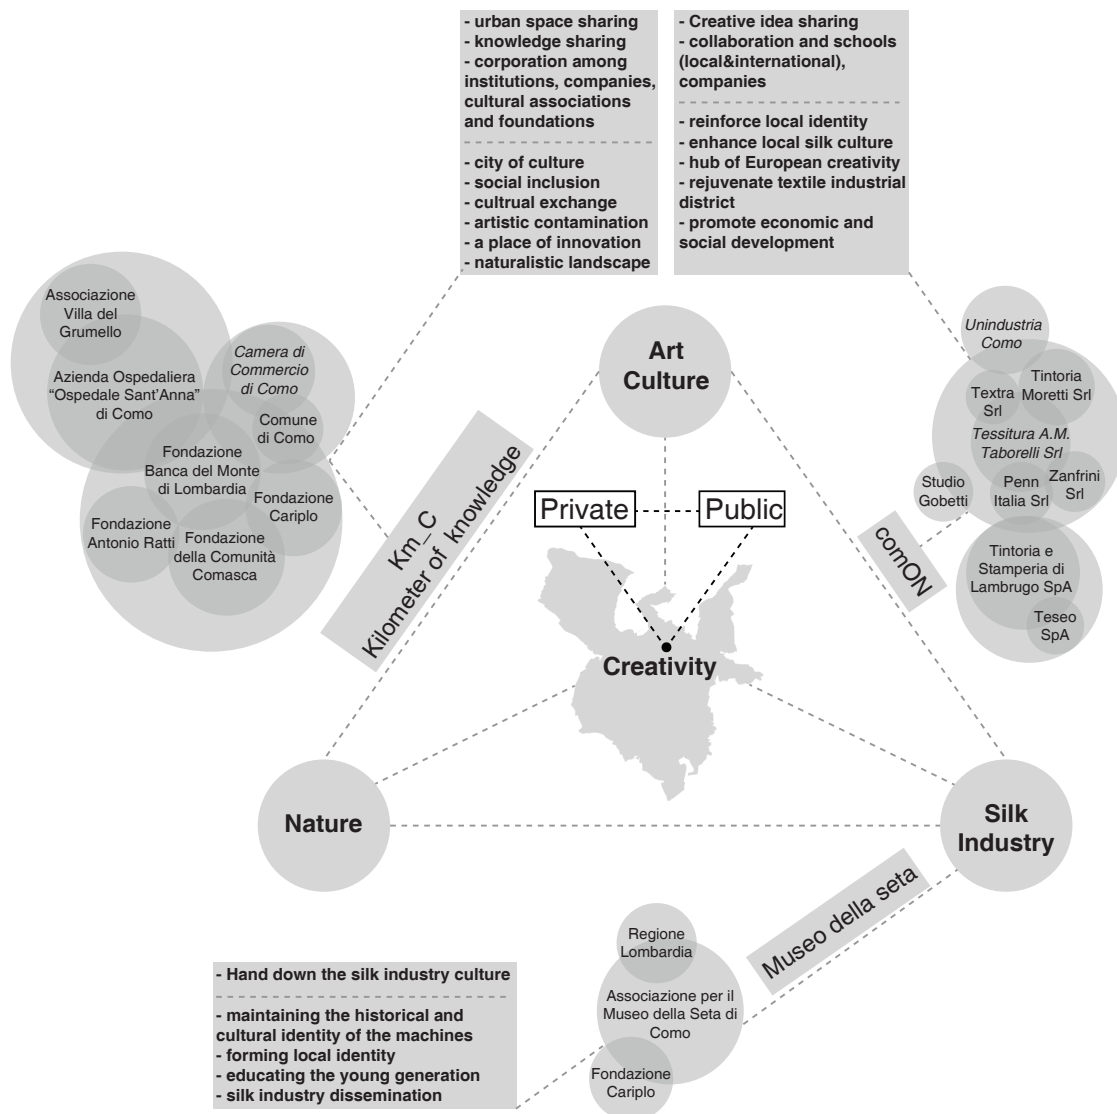 - urban space sharing
- knowledge sharing
- corporation among
institutions, companies,
cultural associations
and foundations
- city of culture
- social inclusion
- cultrual exchange
- artistic contamination
- a place of innovation
- naturalistic landscape
- Creative idea sharing
- collaboration and schools
(local&international),
companies
- reinforce local identity
- enhance local silk culture
- hub of European creativity
- rejuvenate textile industrial
district
- promote economic and
social development
Associazione
Villa del
Grumello
Azienda Ospedaliera
“Ospedale Sant’Anna”
di Como
Camera di
Commercio
di Como
Comune
di Como
Fondazione
Banca del Monte
di Lombardia
Fondazione
Cariplo
Fondazione
Antonio Ratti
Fondazione
della Comunità
Comasca
Km_C
Kilometer of knowledge
Art
Culture
Private
Public
Creativity
comON
Unindustria
Como
Textra
Srl
Tintoria
Moretti Srl
Tessitura A.M.
Taborelli Srl
Studio
Gobetti
Penn
Italia Srl
Zanfrini
Srl
Tintoria e
Stamperia di
Lambrugo SpA
Teseo
SpA
Nature
Silk
Industry
Museo della seta
Regione
Lombardia
Associazione per il
Museo della Seta di
Como
Fondazione
Cariplo
- Hand down the silk industry culture
- maintaining the historical and
cultural identity of the machines
- forming local identity
- educating the young generation
- silk industry dissemination